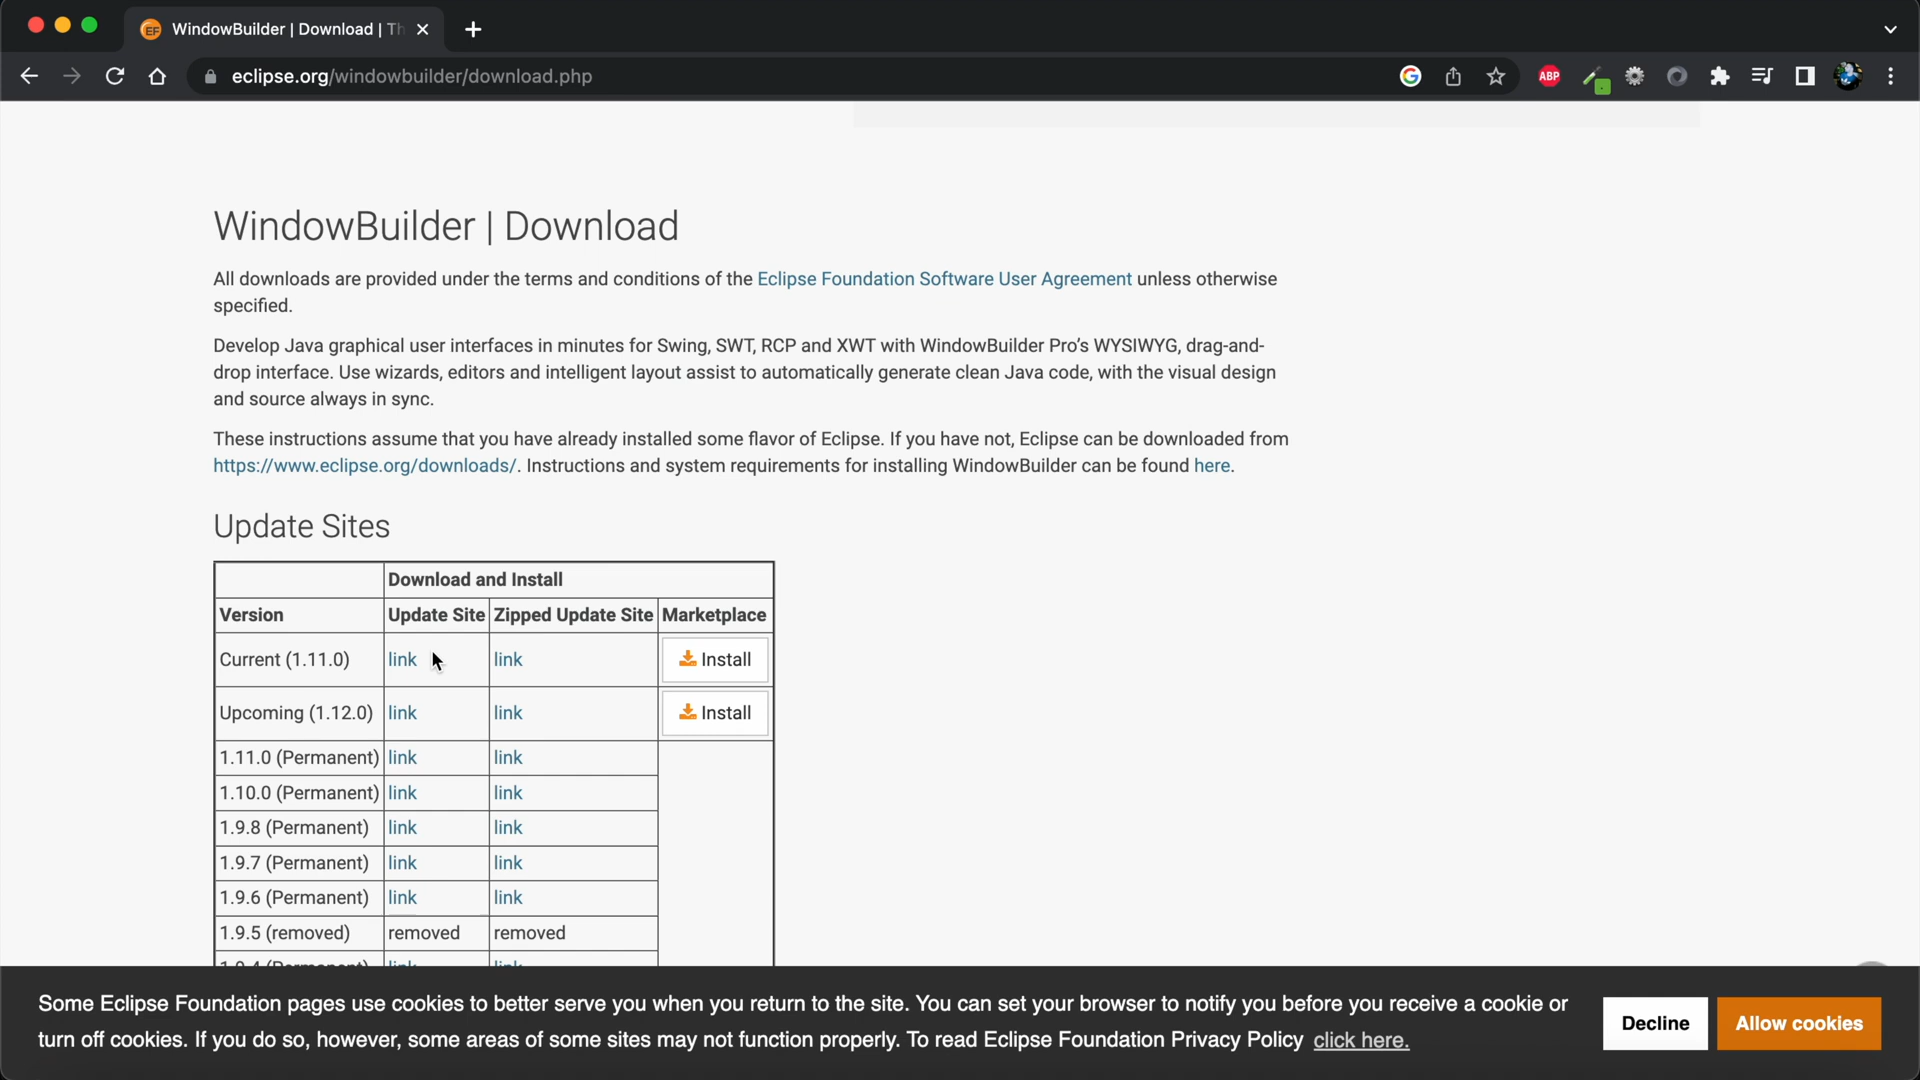 WindowBuilder | Download | Th
eclipse.org/windowbuilder/download.php
ABP
WindowBuilder | Download
All downloads are provided under the terms and conditions of the Eclipse Foundation Software User Agreement unless otherwise
specified.
Develop Java graphical user interfaces in minutes for Swing, SWT, RCP and XWT with WindowBuilder Pro’s WYSIWYG, drag-and-
drop interface. Use wizards, editors and intelligent layout assist to automatically generate clean Java code, with the visual design
and source always in sync.
These instructions assume that you have already installed some flavor of Eclipse. If you have not, Eclipse can be downloaded from
https://www.eclipse.org/downloads/. Instructions and system requirements for installing WindowBuilder can be found here.
Update Sites
Download and Install
Version Update Site Zipped Update Site Marketplace
Current (1.11.0) link link Install
Upcoming (1.12.0) link link Install
1.11.0 (Permanent) link link
1.10.0 (Permanent) link link
1.9.8 (Permanent) link link
1.9.7 (Permanent) link link
1.9.6 (Permanent) link link
1.9.5 (removed) removed removed
1.9.4 (Permanent) link link
Some Eclipse Foundation pages use cookies to better serve you when you return to the site. You can set your browser to notify you before you receive a cookie or
turn off cookies. If you do so, however, some areas of some sites may not function properly. To read Eclipse Foundation Privacy Policy click here.
Decline Allow cookies